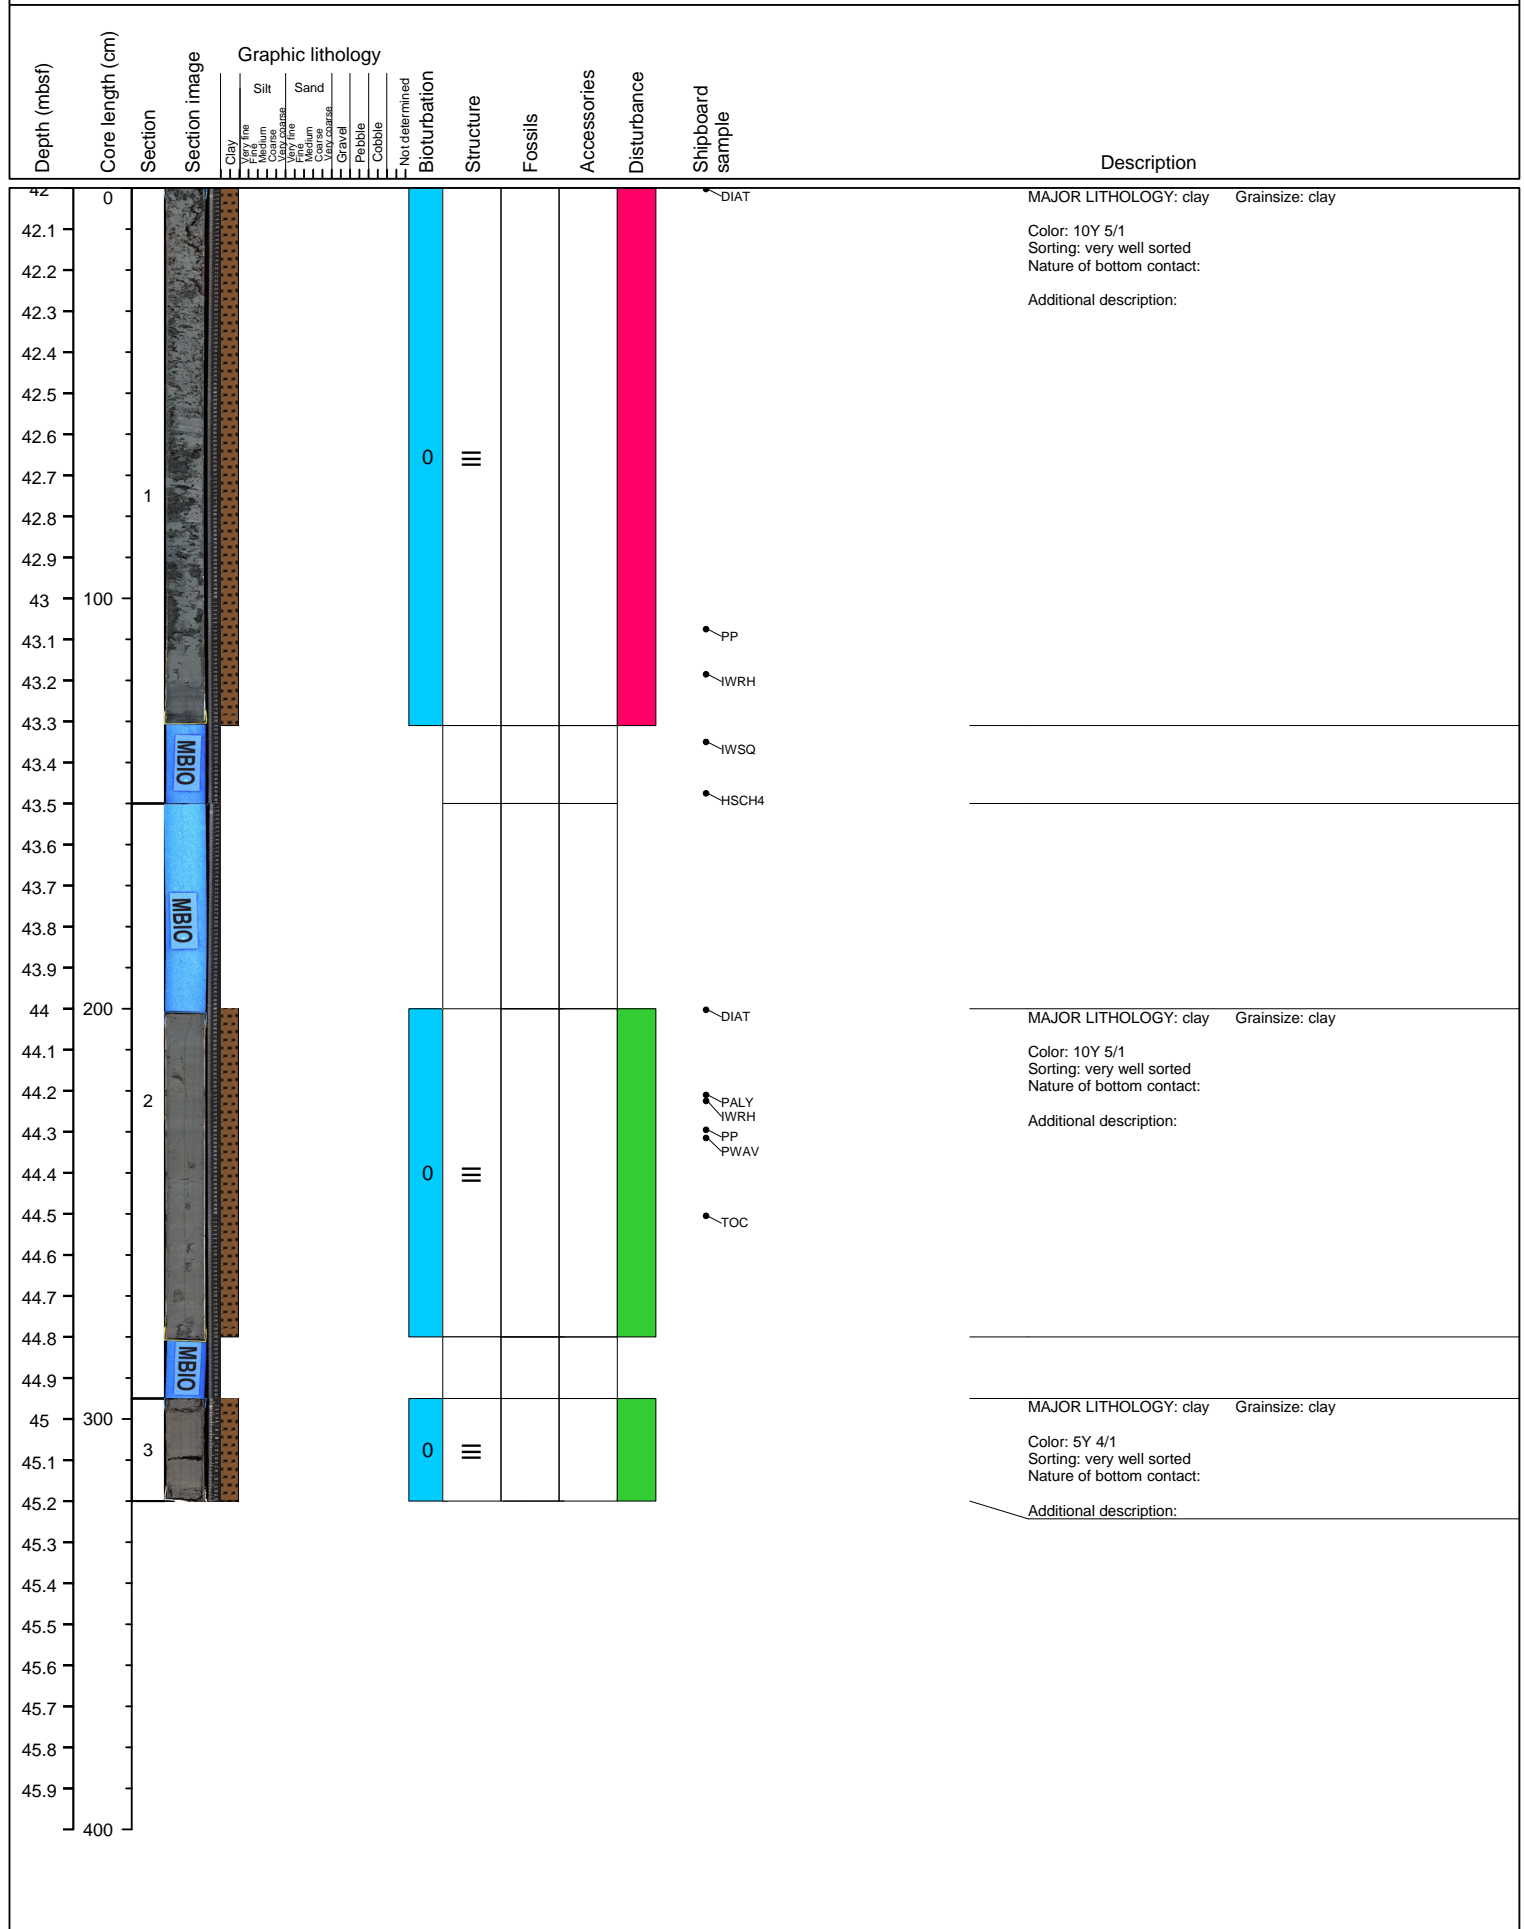 Depth (mbsf)
Core length (cm)
Section
Section image
Graphic lithology
Clay
Silt
Very fine
Fine
Medium
Coarse
Very coarse
Sand
Very fine
Fine
Medium
Coarse
Very coarse
Gravel
Pebble
Cobble
Not determined
Bioturbation
Structure
Fossils
Accessories
Disturbance
Shipboard
sample
Description
42
0
DIAT
MAJOR LITHOLOGY: clay Grainsize: clay
42.1
Color: 10Y 5/1
Sorting: very well sorted
42.2
Nature of bottom contact:
42.3
Additional description:
42.4
42.5
42.6
0
42.7
1
42.8
42.9
43
100
43.1
PP
43.2
IWRH
43.3
MBIO
IWSQ
43.4
43.5
HSCH4
43.6
43.7
MBIO
43.8
43.9
44
200
DIAT
MAJOR LITHOLOGY: clay Grainsize: clay
44.1
Color: 10Y 5/1
Sorting: very well sorted
44.2
Nature of bottom contact:
2
PALY
IWRH
44.3
PP
Additional description:
PWAV
44.4
0
44.5
TOC
44.6
44.7
44.8
MBIO
44.9
MAJOR LITHOLOGY: clay Grainsize: clay
45
300
Color: 5Y 4/1
3
0
Sorting: very well sorted
45.1
Nature of bottom contact:
45.2
Additional description:
45.3
45.4
45.5
45.6
45.7
45.8
45.9
400